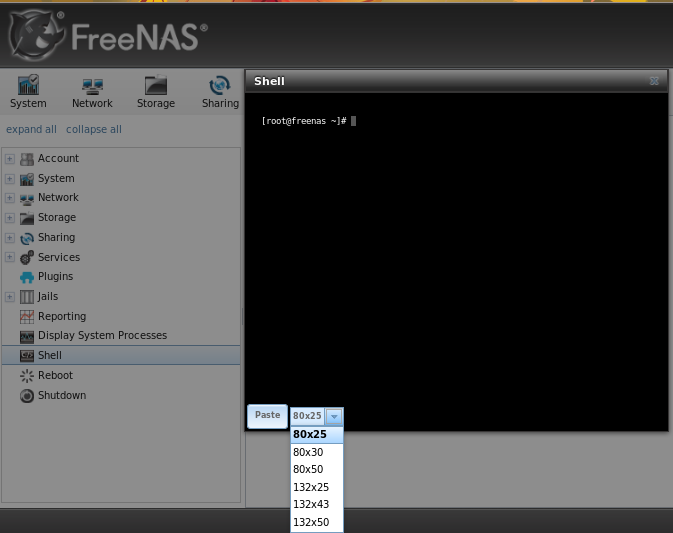 FreeNAS®
System
Network
Storage
Sharing
expand all collapse all
Account
System
Network
Storage
Sharing
Services
Plugins
Jails
Reporting
Display System Processes
Shell
Reboot
Shutdown
Shell
[root@freenas ~]#
Paste
80x25
80x25
80x30
80x50
132x25
132x43
132x50